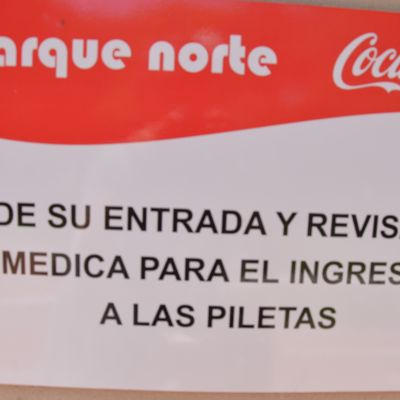 arque norte
Coca
DE SU ENTRADA Y REVIS
MEDICA PARA EL INGRES
A LAS PILETAS